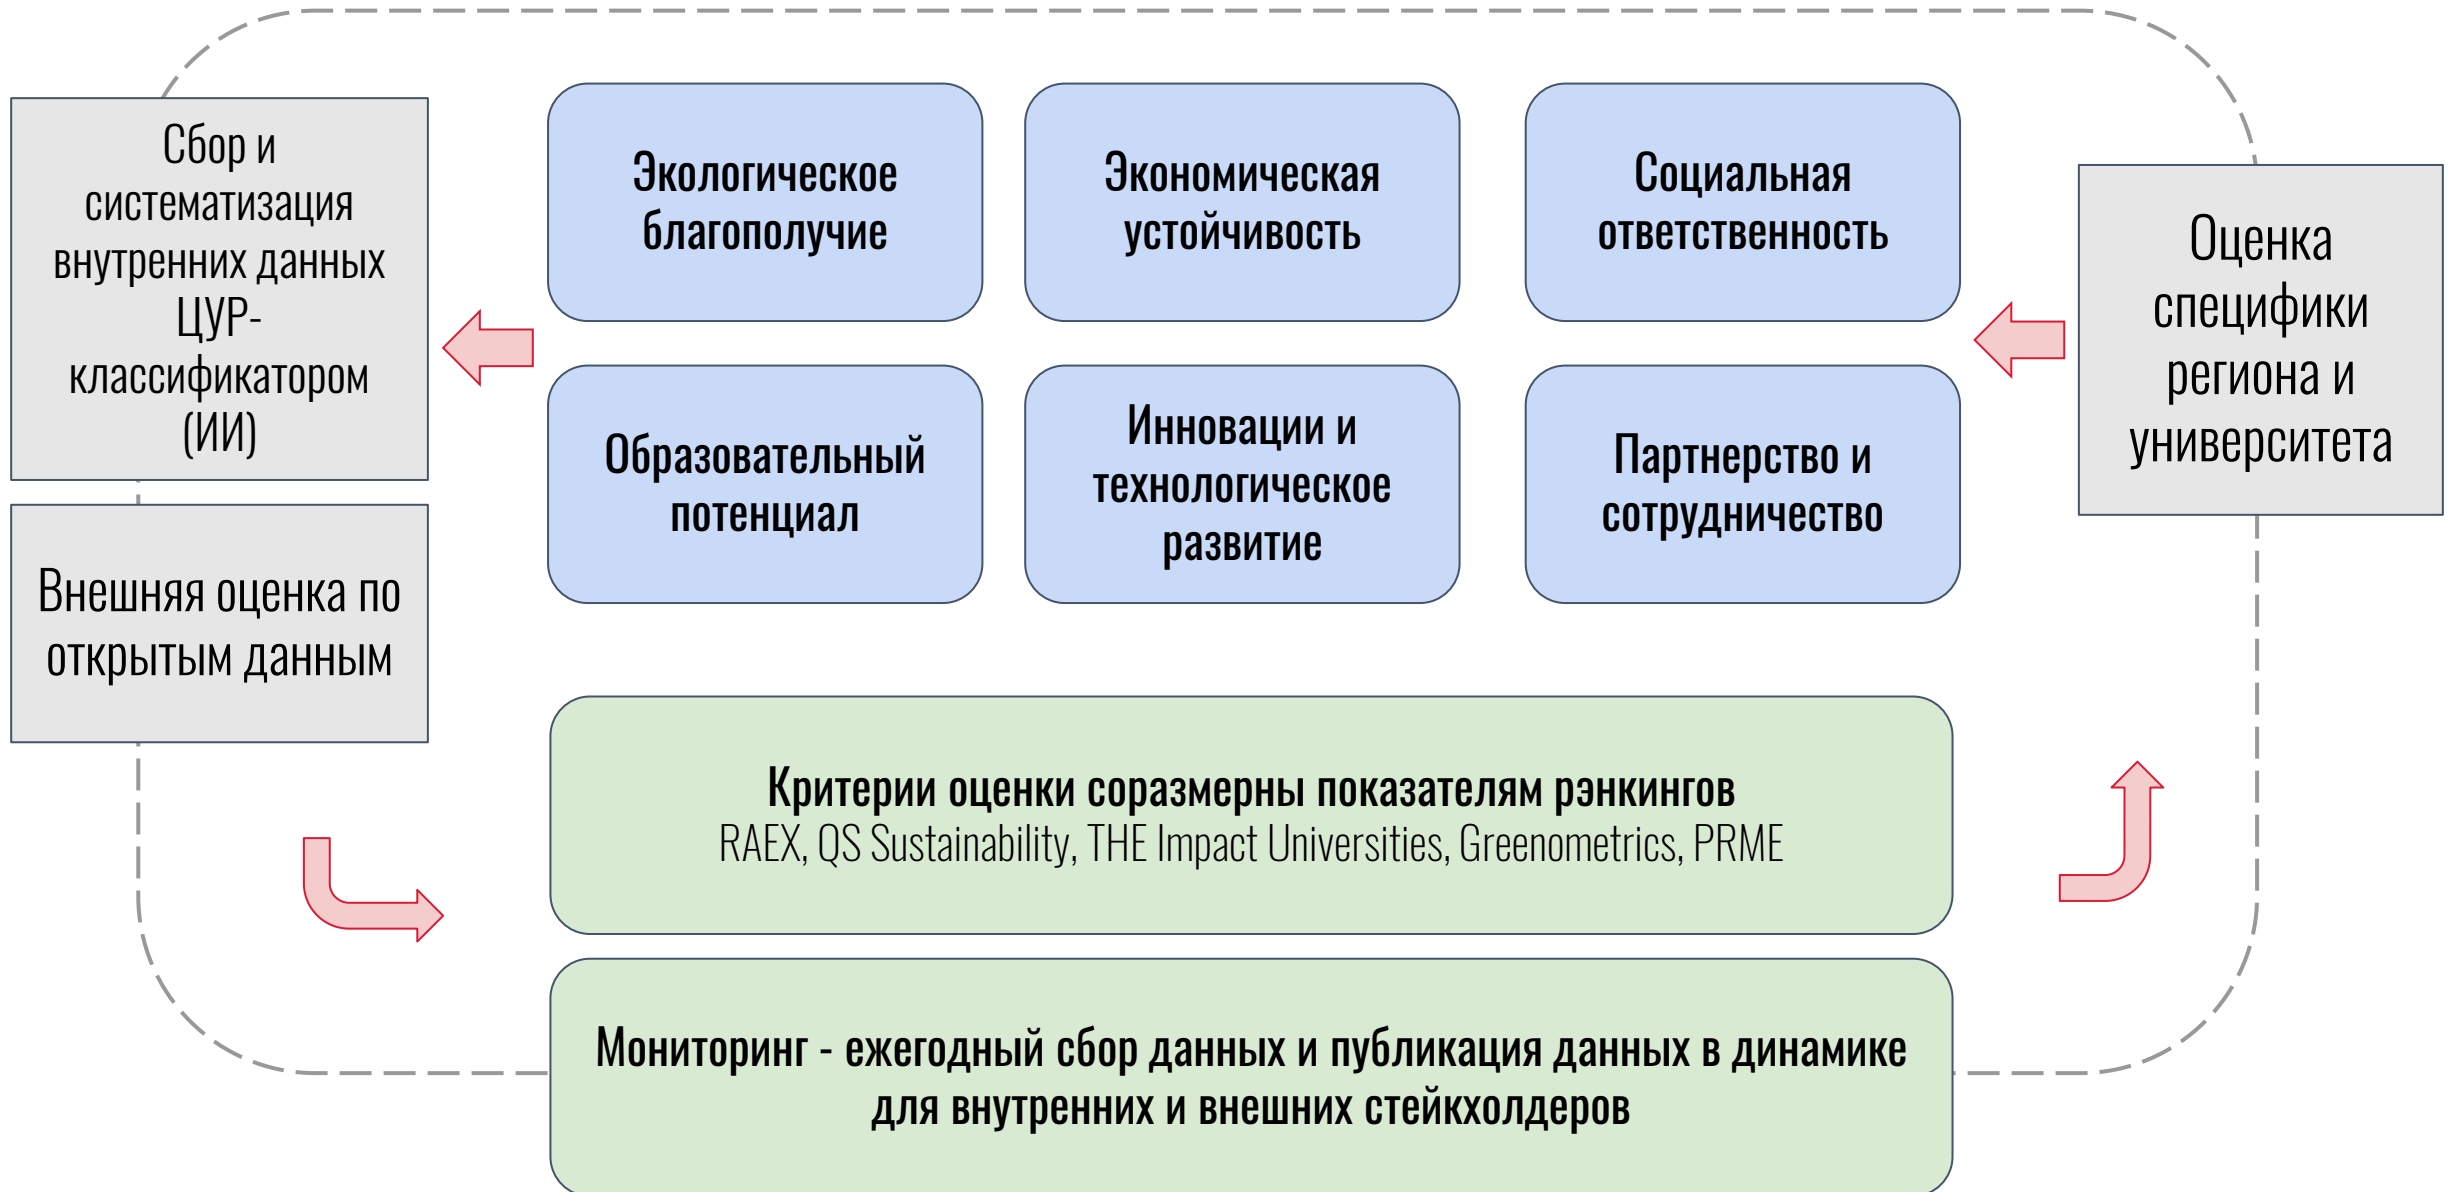 Сбор и
систематизация
внутренних данных
ЦУР-
классификатором
(ИИ)
Внешняя оценка по
открытым данным
Экологическое
благополучие
Экономическая
устойчивость
Социальная
ответственность
Образовательный
потенциал
Инновации и
технологическое
развитие
Партнерство и
сотрудничество
Оценка
специфики
региона и
университета
Критерии оценки соразмерны показателям рэнкингов
RAEX, QS Sustainability, THE Impact Universities, Greenometrics, PRME
Мониторинг - ежегодный сбор данных и публикация данных в динамике
для внутренних и внешних стейкхолдеров